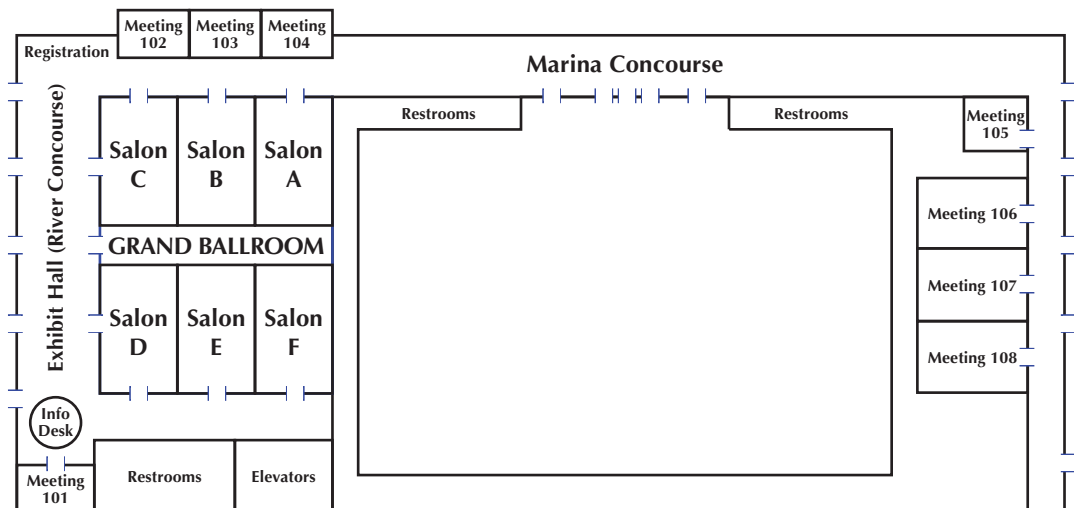 Meeting
102
Meeting
103
Meeting
104
Registration
Marina Concourse
Exhibit Hall (River Concourse)
Restrooms
Restrooms
Meeting
105
Salon
C
Salon
B
Salon
A
Meeting 106
GRAND BALLROOM
Meeting 107
Salon
D
Salon
E
Salon
F
Meeting 108
Info
Desk
Meeting
101
Restrooms
Elevators